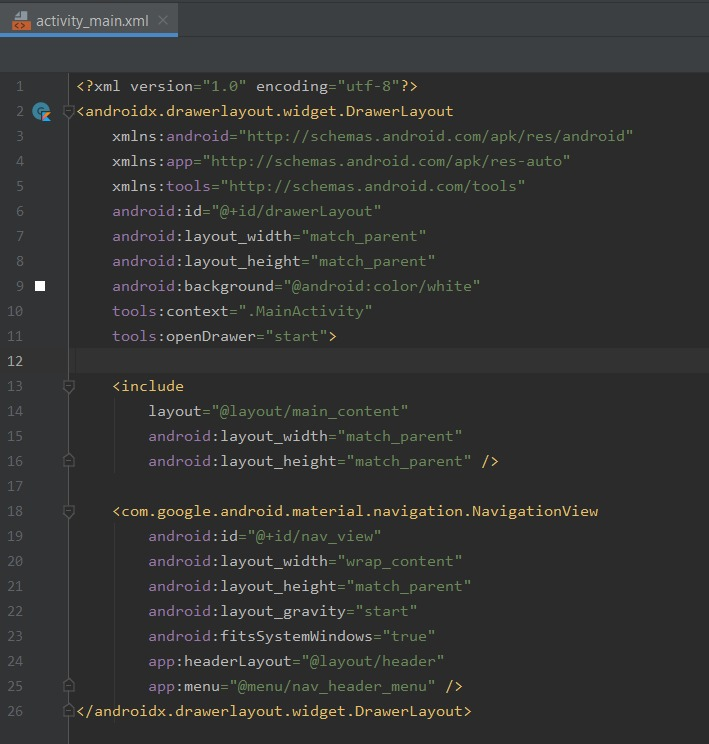 activity_main.xml
1 <?xml version="1.0" encoding="utf-8"?>
2 <androidx.drawerlayout.widget.DrawerLayout
3 xmlns:android="http://schemas.android.com/apk/res/android"
4 xmlns:app="http://schemas.android.com/apk/res-auto"
5 xmlns:tools="http://schemas.android.com/tools"
6 android:id="@+id/drawerLayout"
7 android:layout_width="match_parent"
8 android:layout_height="match_parent"
9 android:background="@android:color/white"
10 tools:context=".MainActivity"
11 tools:openDrawer="start">
12
13 <include
14 layout="@layout/main_content"
15 android:layout_width="match_parent"
16 android:layout_height="match_parent" />
17
18 <com.google.android.material.navigation.NavigationView
19 android:id="@+id/nav_view"
20 android:layout_width="wrap_content"
21 android:layout_height="match_parent"
22 android:layout_gravity="start"
23 android:fitsSystemWindows="true"
24 app:headerLayout="@layout/header"
25 app:menu="@menu/nav_header_menu" />
26 </androidx.drawerlayout.widget.DrawerLayout>